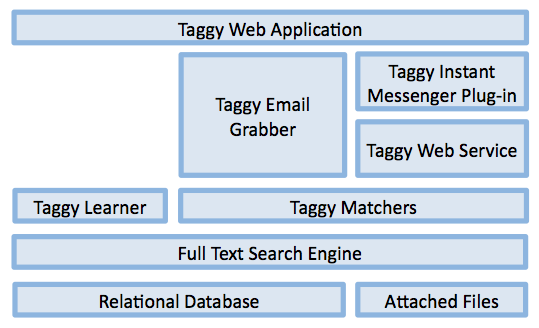 Taggy Web Application
Taggy Email
Grabber
Taggy Instant
Messenger Plug-in
Taggy Web Service
Taggy Learner
Taggy Matchers
Full Text Search Engine
Relational Database
Attached Files